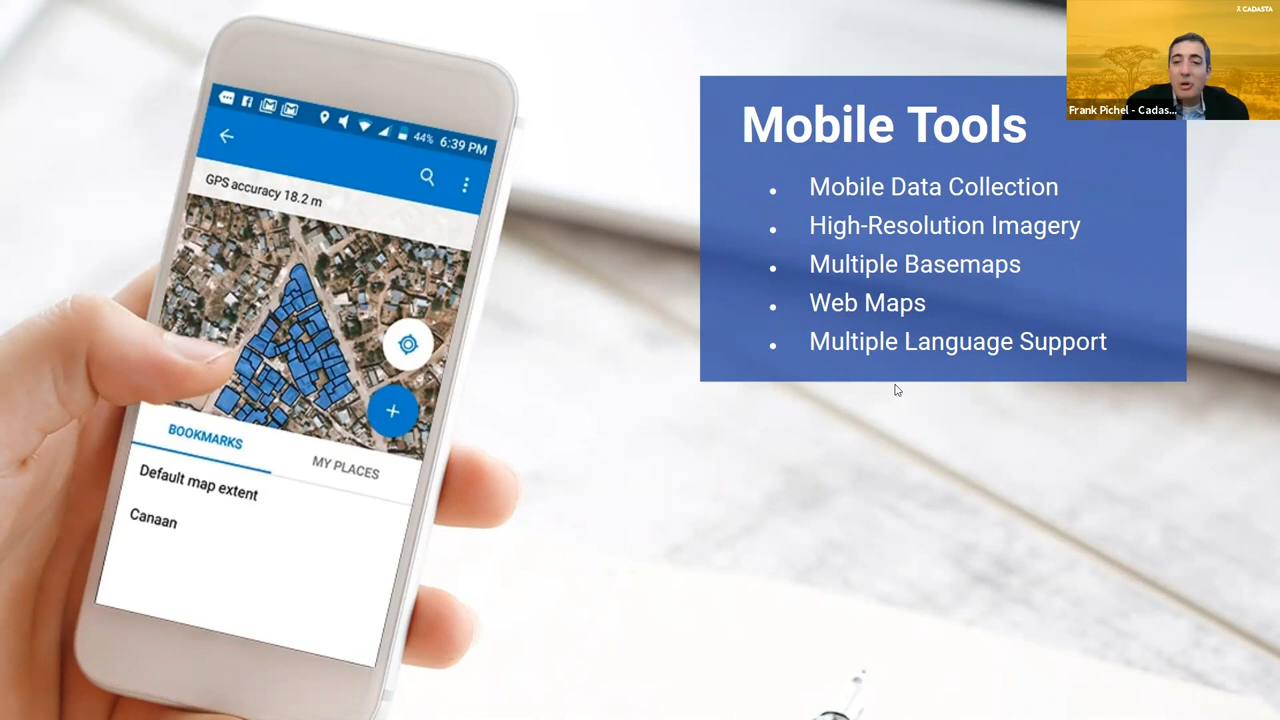 44% 6:39 PM
GPS accuracy 18.2 m
BOOKMARKS
MY PLACES
Default map extent
Canaan
Mobile Tools
• Mobile Data Collection
• High-Resolution Imagery
• Multiple Basemaps
• Web Maps
• Multiple Language Support
CADASTA
Frank Pichel - Cadas...